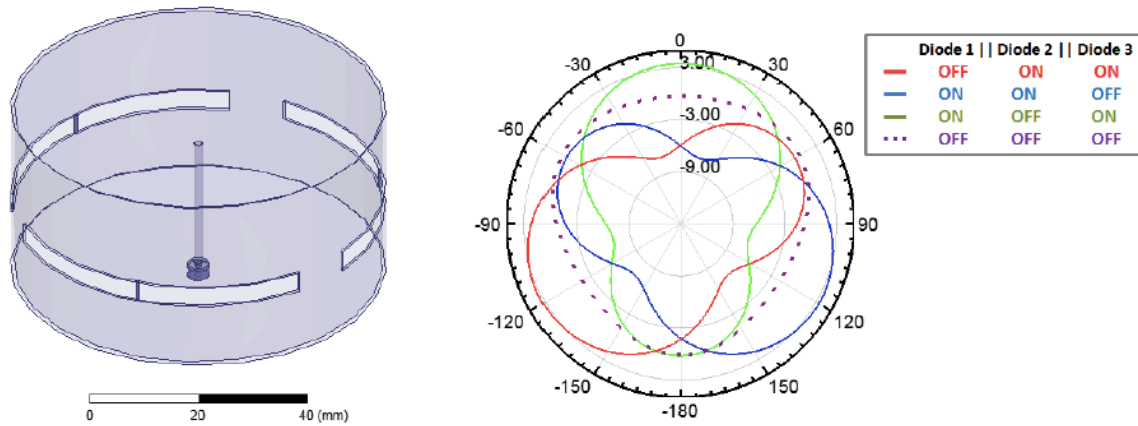 0
20
40 (mm)
0
-30
30
-60
60
-90
90
-120
120
-150
150
-180
3.00
-3.00
-9.00
Diode 1 || Diode 2 || Diode 3
OFF ON ON
ON ON OFF
ON OFF ON
OFF OFF OFF